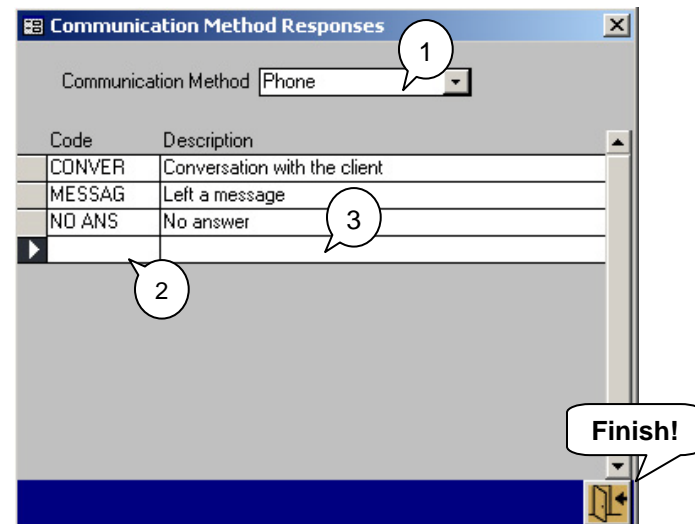 Communication Method Responses
1
Communication Method Phone
Code Description
CONVER Conversation with the client
MESSAG Left a message
NO ANS No answer
3
2
Finish!